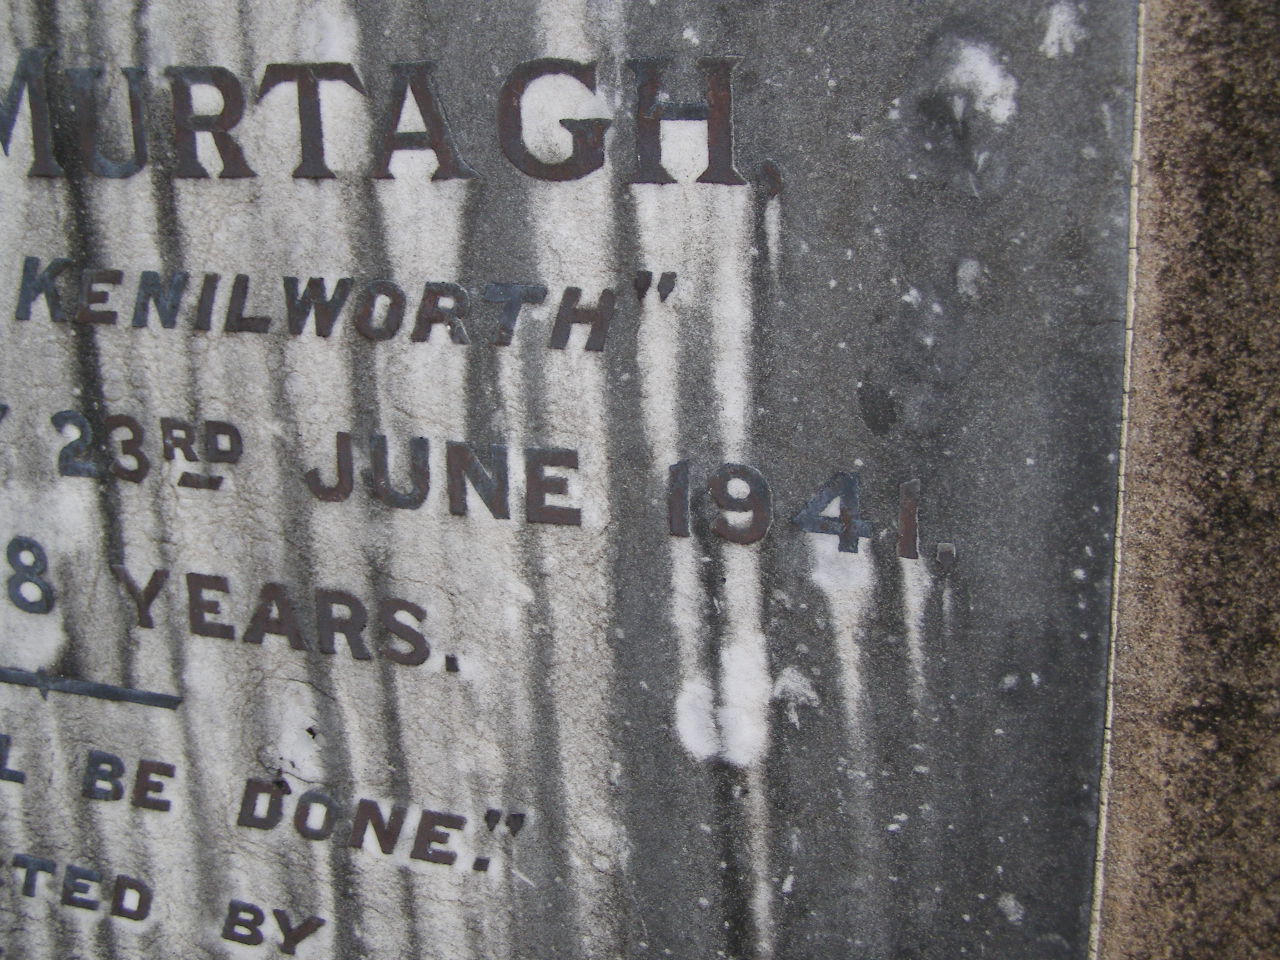 MURTAGH,
KENILWORTH"
23RD JUNE 1941.
8 YEARS.
L BE DONE."
TED BY